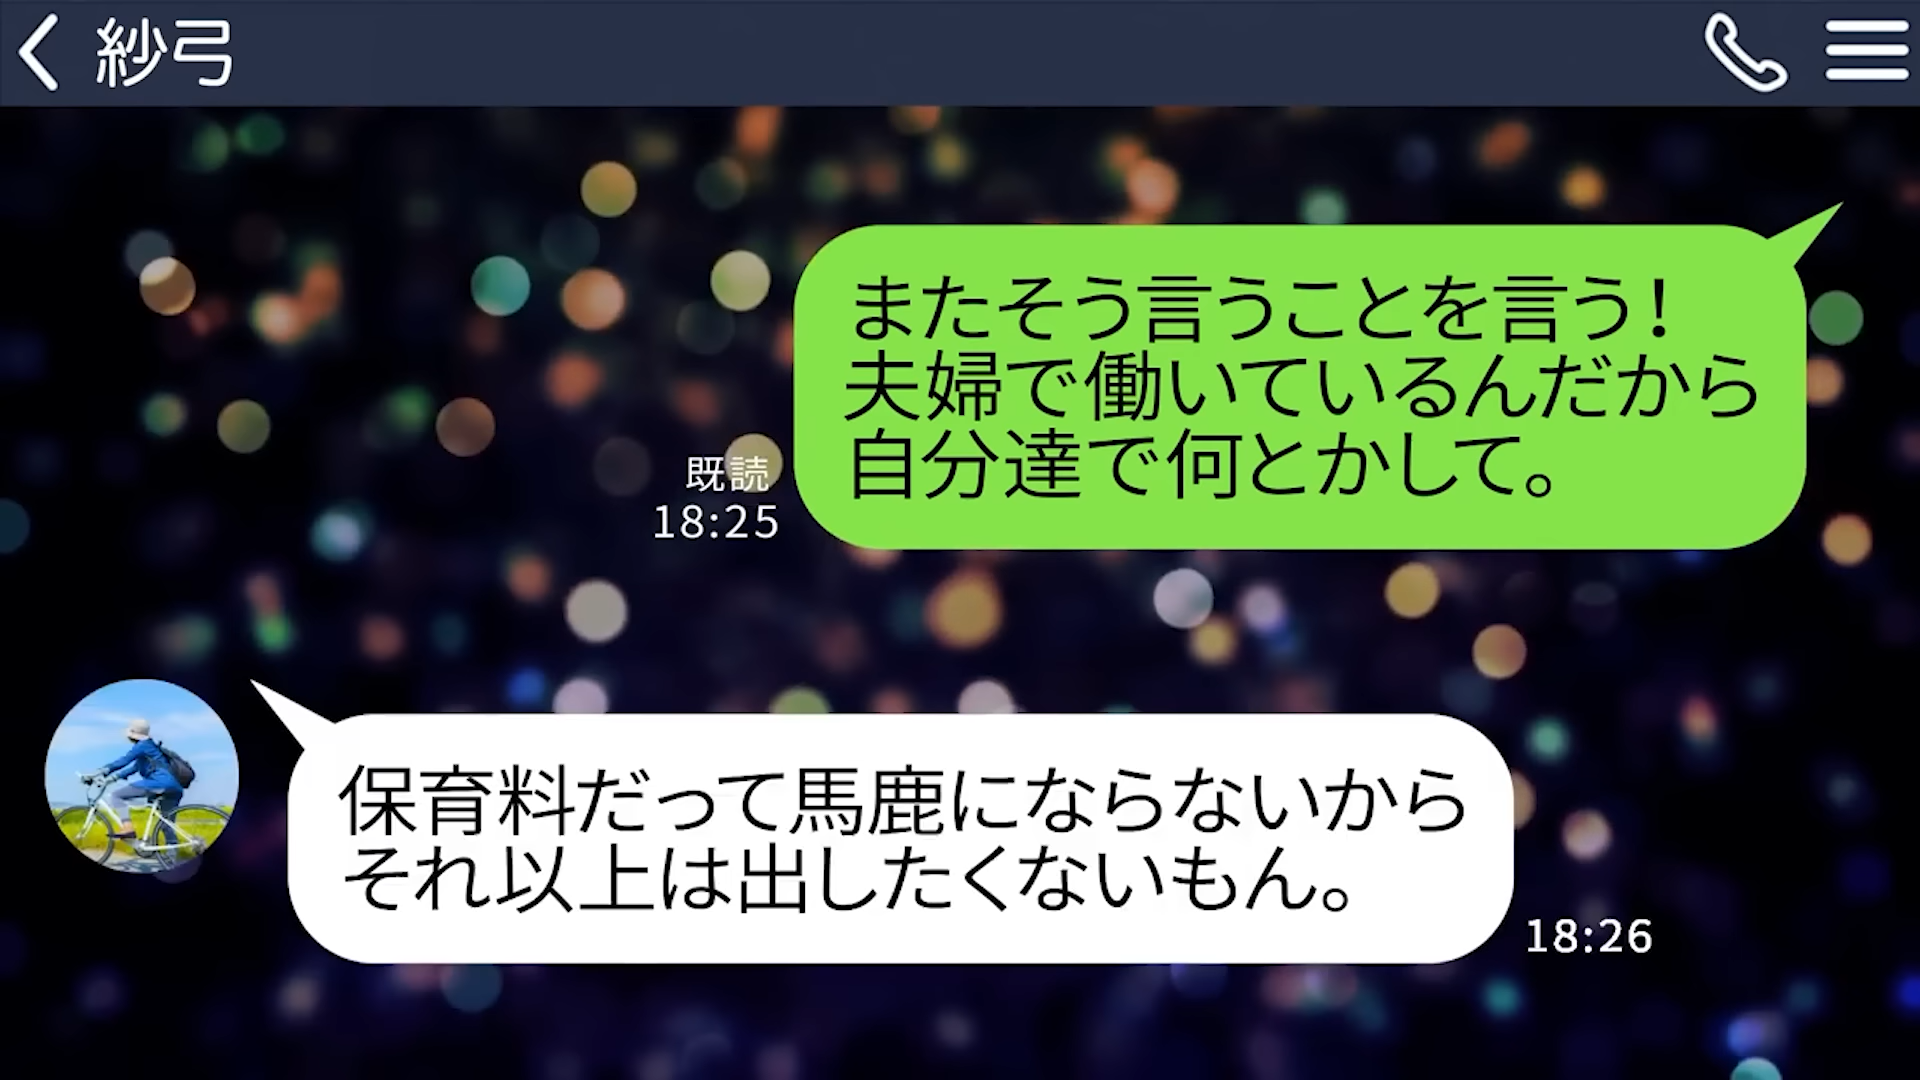 紗弓
またそう言うことを言う！
夫婦で働いているんだから
自分達で何とかして。
既読
18:25
保育料だって馬鹿にならないから
それ以上は出したくないもん。
18:26